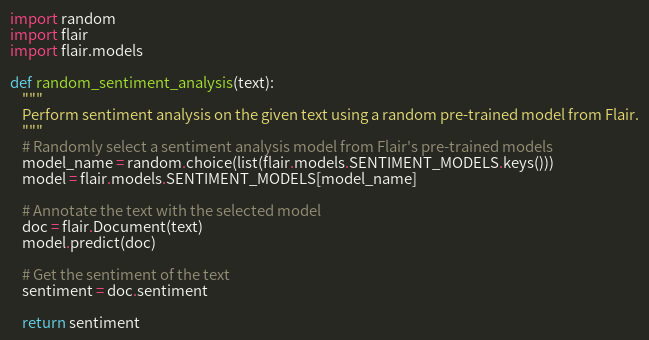 import random
import flair
import flair.models

def random_sentiment_analysis(text):
    """
    Perform sentiment analysis on the given text using a random pre-trained model from Flair.
    """
    # Randomly select a sentiment analysis model from Flair's pre-trained models
    model_name = random.choice(list(flair.models.SENTIMENT_MODELS.keys()))
    model = flair.models.SENTIMENT_MODELS[model_name]

    # Annotate the text with the selected model
    doc = flair.Document(text)
    model.predict(doc)

    # Get the sentiment of the text
    sentiment = doc.sentiment

    return sentiment